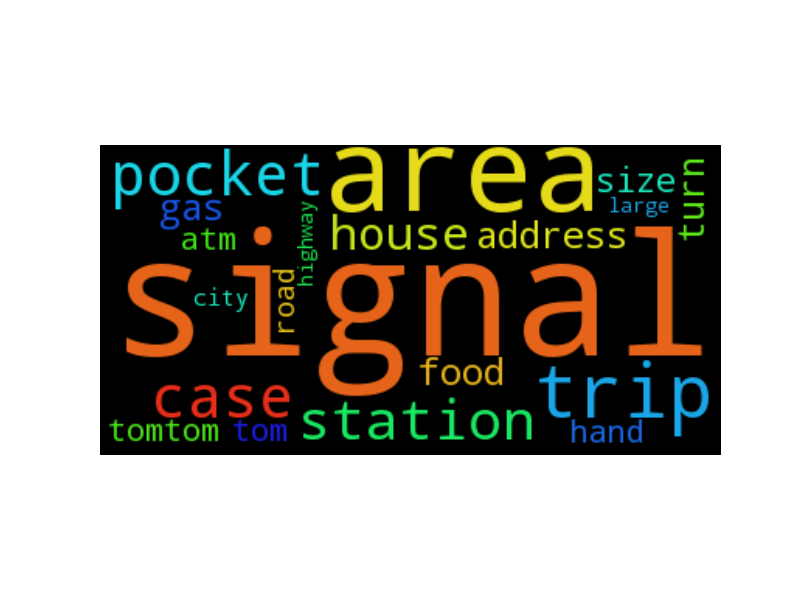 pocket
area
size
large
turn
gas
atm
highway
house
address
signal
city
road
food
trip
case
station
tomtom
tom
hand